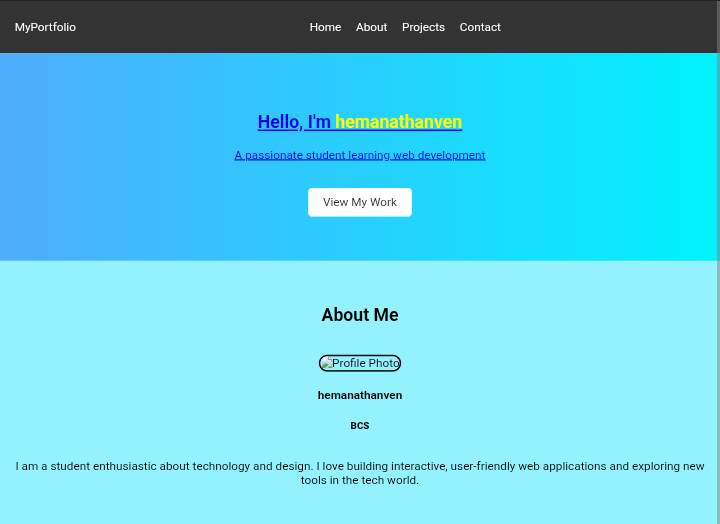 MyPortfolio
Home About Projects Contact
Hello, I'm hemanathanven
A passionate student learning web development
View My Work
About Me
Profile Photo
hemanathanven
BCS
I am a student enthusiastic about technology and design. I love building interactive, user-friendly web applications and exploring new
tools in the tech world.